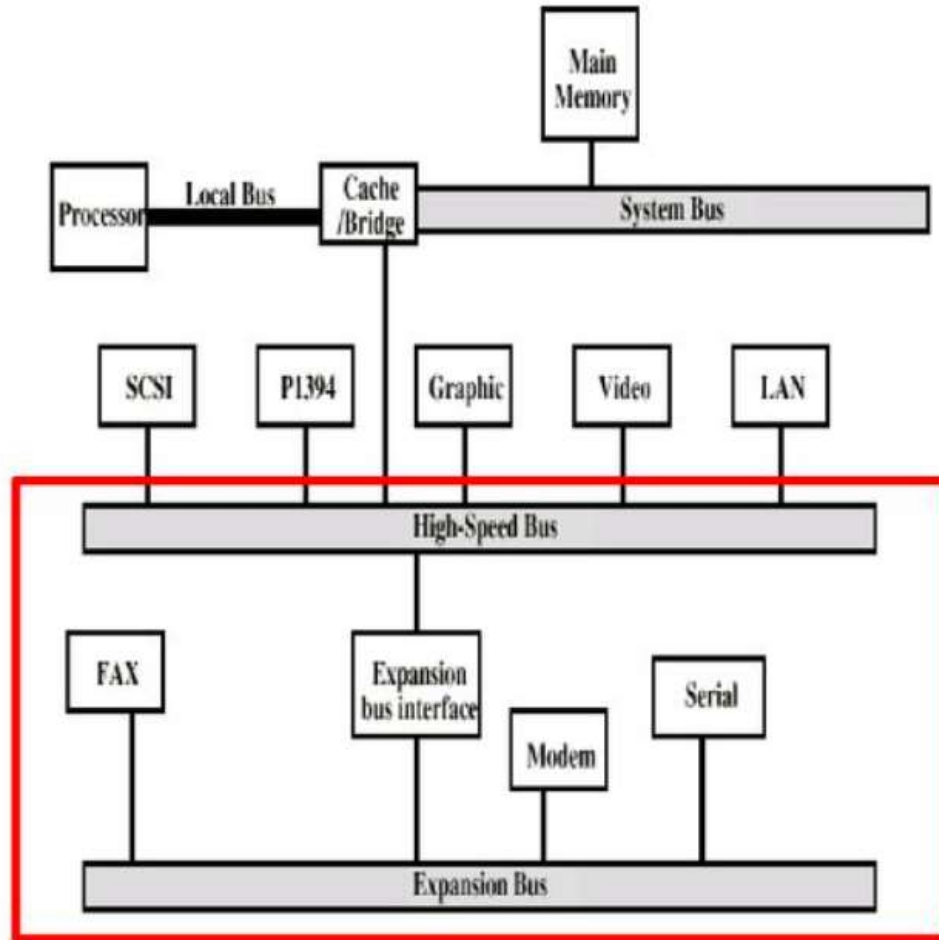 Main
Memory
Processor
Local Bus
Cache
/Bridge
System Bus
SCSI
P1394
Graphic
Video
LAN
High-Speed Bus
FAX
Expansion
bus interface
Modem
Serial
Expansion Bus